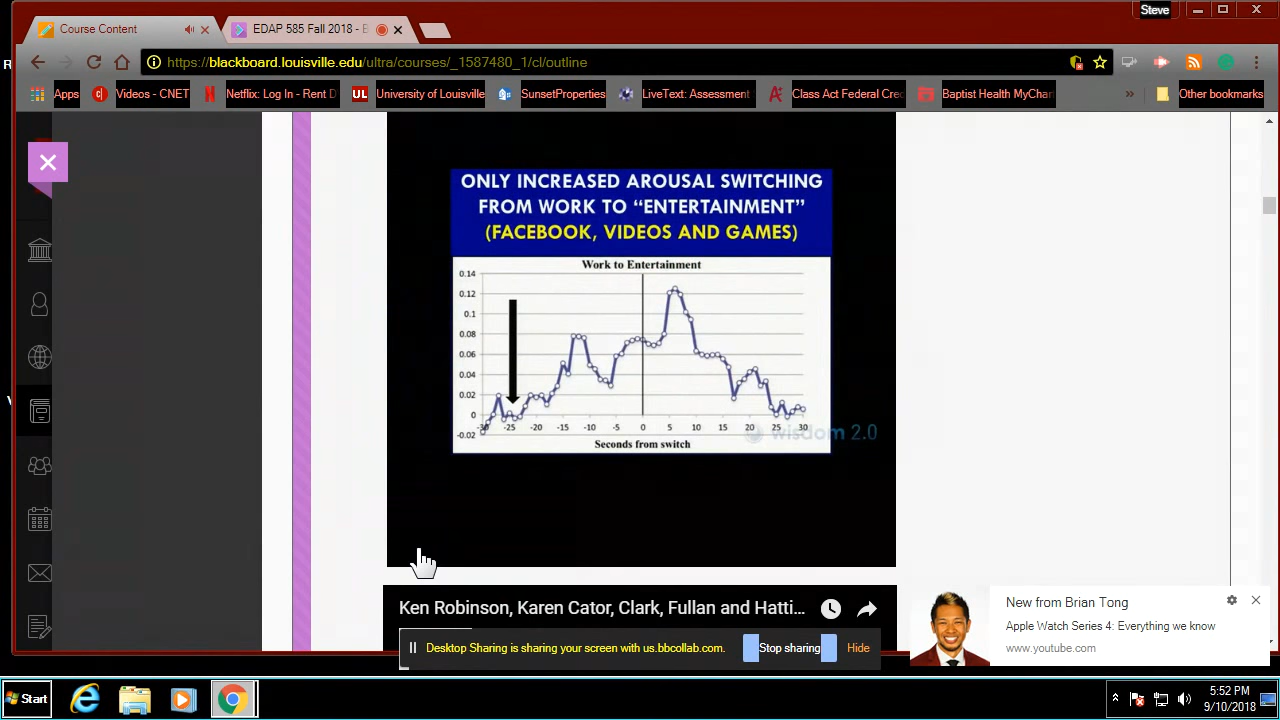 Steve
Course Content
EDAP 585 Fall 2018 - B
https://blackboard.louisville.edu/ultra/courses/_1587480_1/cl/outline
Apps
Videos - CNET
Netflix: Log In - Rent D
UL University of Louisville
SunsetProperties
LiveText: Assessment
Class Act Federal Cre
Baptist Health MyChar
»
Other bookmarks
ONLY INCREASED AROUSAL SWITCHING
FROM WORK TO “ENTERTAINMENT”
(FACEBOOK, VIDEOS AND GAMES)
Work to Entertainment
0.14
0.12
0.1
0.08
0.06
0.04
0.02
0
-0.02
-30 -25 -20 -15 -10 -5 0 5 10 15 20 25 30
Seconds from switch
wisdom 2.0
Ken Robinson, Karen Cator, Clark, Fullan and Hatti...
Desktop Sharing is sharing your screen with us.bbcollab.com.
Stop sharing
Hide
New from Brian Tong
Apple Watch Series 4: Everything we know
www.youtube.com
Start
5:52 PM
9/10/2018